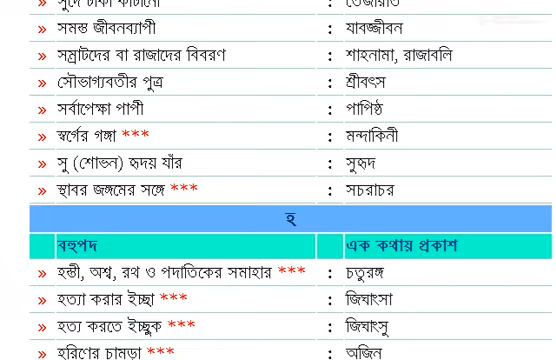 » সুদে টাকা খাটানো : তেজারতি
» সমস্ত জীবনব্যাপী : যাবজ্জীবন
» সম্রাটদের বা রাজাদের বিবরণ : শাহনামা, রাজাবলি
» সৌভাগ্যবতীর পুত্র : শ্রীবৎস
» সর্বাপেক্ষা পাপী : পাপিষ্ঠ
» স্বর্গের গঙ্গা *** : মন্দাকিনী
» সু (শোভন) হৃদয় যাঁর : সুহৃদ
» স্থাবর জঙ্গমের সঙ্গে *** : সচরাচর
হ
বহুপদ এক কথায় প্রকাশ
» হস্তী, অশ্ব, রথ ও পদাতিকের সমাহার *** : চতুরঙ্গ
» হত্যা করার ইচ্ছা *** : জিঘাংসা
» হত্য করতে ইচ্ছুক *** : জিঘাংসু
» হরিণের চামড়া *** : অজিন